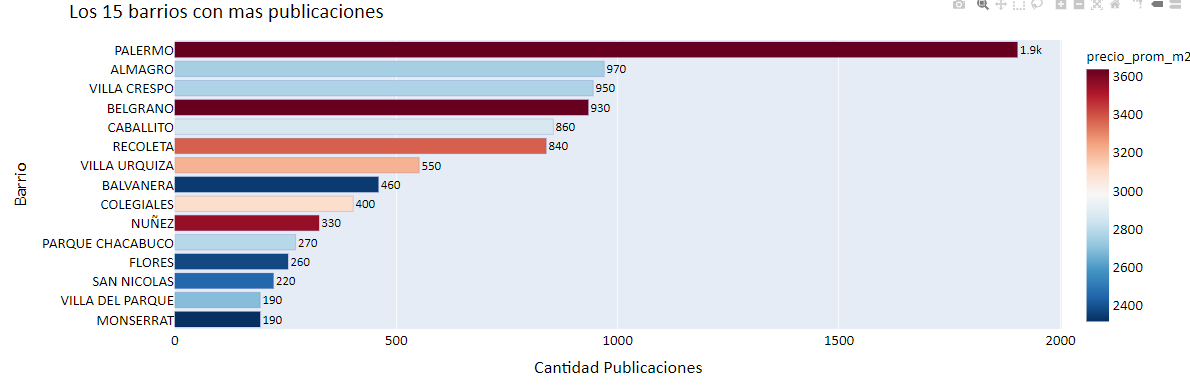 Los 15 barrios con mas publicaciones
PALERMO 1.9k
ALMAGRO 970
VILLA CRESPO 950
BELGRANO 930
CABALLITO 860
RECOLETA 840
VILLA URQUIZA 550
BALVANERA 460
COLEGIALES 400
NUÑEZ 330
PARQUE CHACABUCO 270
FLORES 260
SAN NICOLAS 220
VILLA DEL PARQUE 190
MONSERRAT 190
Barrio
0 500 1000 1500 2000
Cantidad Publicaciones
precio_prom_m2
3600
3400
3200
3000
2800
2600
2400